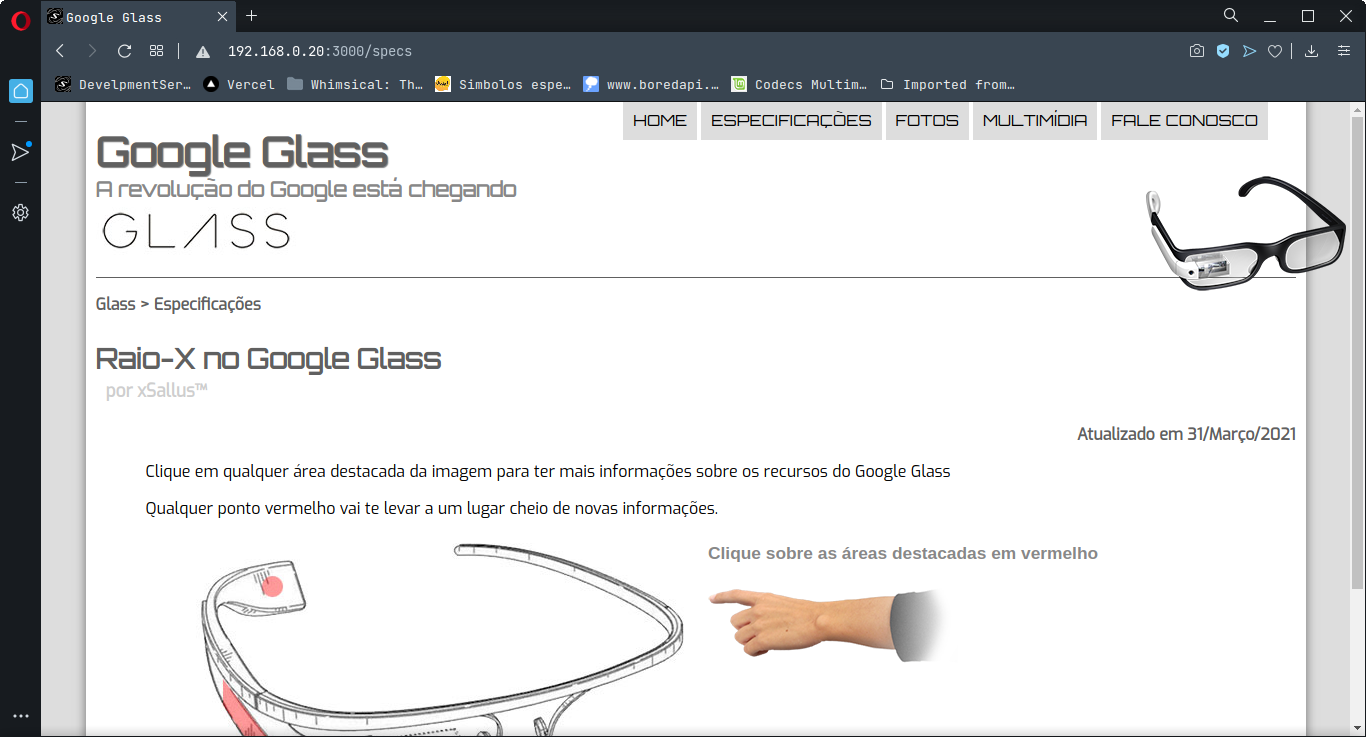 Google Glass
192.168.0.20:3000/specs
DevelpmentSer…
Vercel
Whimsical: Th…
Simbolos espe…
www.boredapi.…
Codecs Multim…
Imported from…
HOME
ESPECIFICAÇÕES
FOTOS
MULTIMÍDIA
FALE CONOSCO
Google Glass
A revolução do Google está chegando
GLASS
Glass > Especificações
Raio-X no Google Glass
por xSallus™
Atualizado em 31/Março/2021
Clique em qualquer área destacada da imagem para ter mais informações sobre os recursos do Google Glass
Qualquer ponto vermelho vai te levar a um lugar cheio de novas informações.
Clique sobre as áreas destacadas em vermelho